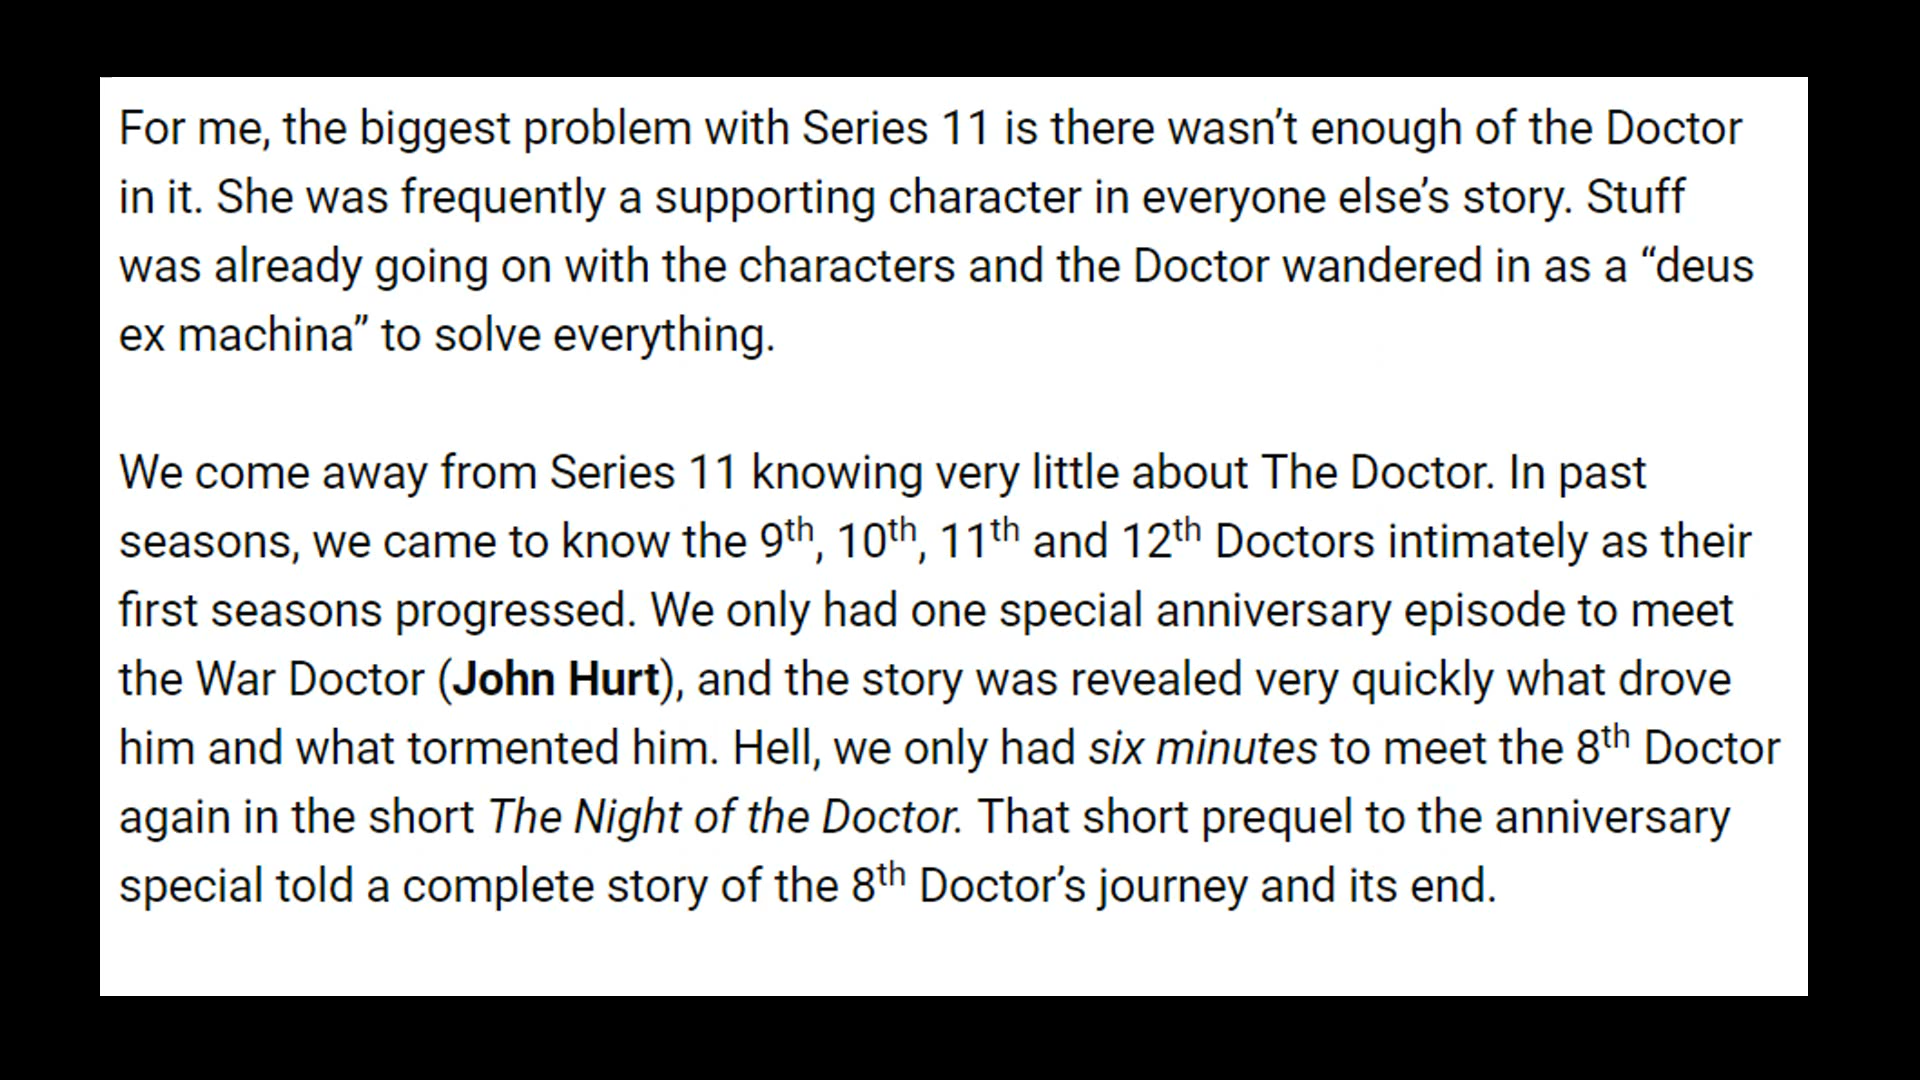 For me, the biggest problem with Series 11 is there wasn’t enough of the Doctor
in it. She was frequently a supporting character in everyone else’s story. Stuff
was already going on with the characters and the Doctor wandered in as a “deus
ex machina” to solve everything.
We come away from Series 11 knowing very little about The Doctor. In past
seasons, we came to know the 9th, 10th, 11th and 12th Doctors intimately as their
first seasons progressed. We only had one special anniversary episode to meet
the War Doctor (John Hurt), and the story was revealed very quickly what drove
him and what tormented him. Hell, we only had six minutes to meet the 8th Doctor
again in the short The Night of the Doctor. That short prequel to the anniversary
special told a complete story of the 8th Doctor’s journey and its end.